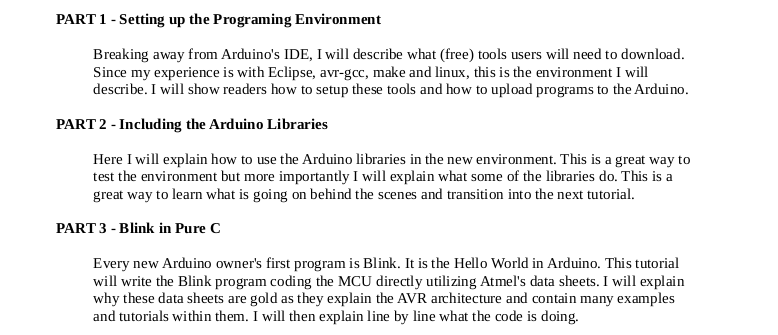 PART 1 - Setting up the Programing Environment
Breaking away from Arduino's IDE, I will describe what (free) tools users will need to download.
Since my experience is with Eclipse, avr-gcc, make and linux, this is the environment I will
describe. I will show readers how to setup these tools and how to upload programs to the Arduino.
PART 2 - Including the Arduino Libraries
Here I will explain how to use the Arduino libraries in the new environment. This is a great way to
test the environment but more importantly I will explain what some of the libraries do. This is a
great way to learn what is going on behind the scenes and transition into the next tutorial.
PART 3 - Blink in Pure C
Every new Arduino owner's first program is Blink. It is the Hello World in Arduino. This tutorial
will write the Blink program coding the MCU directly utilizing Atmel's data sheets. I will explain
why these data sheets are gold as they explain the AVR architecture and contain many examples
and tutorials within them. I will then explain line by line what the code is doing.